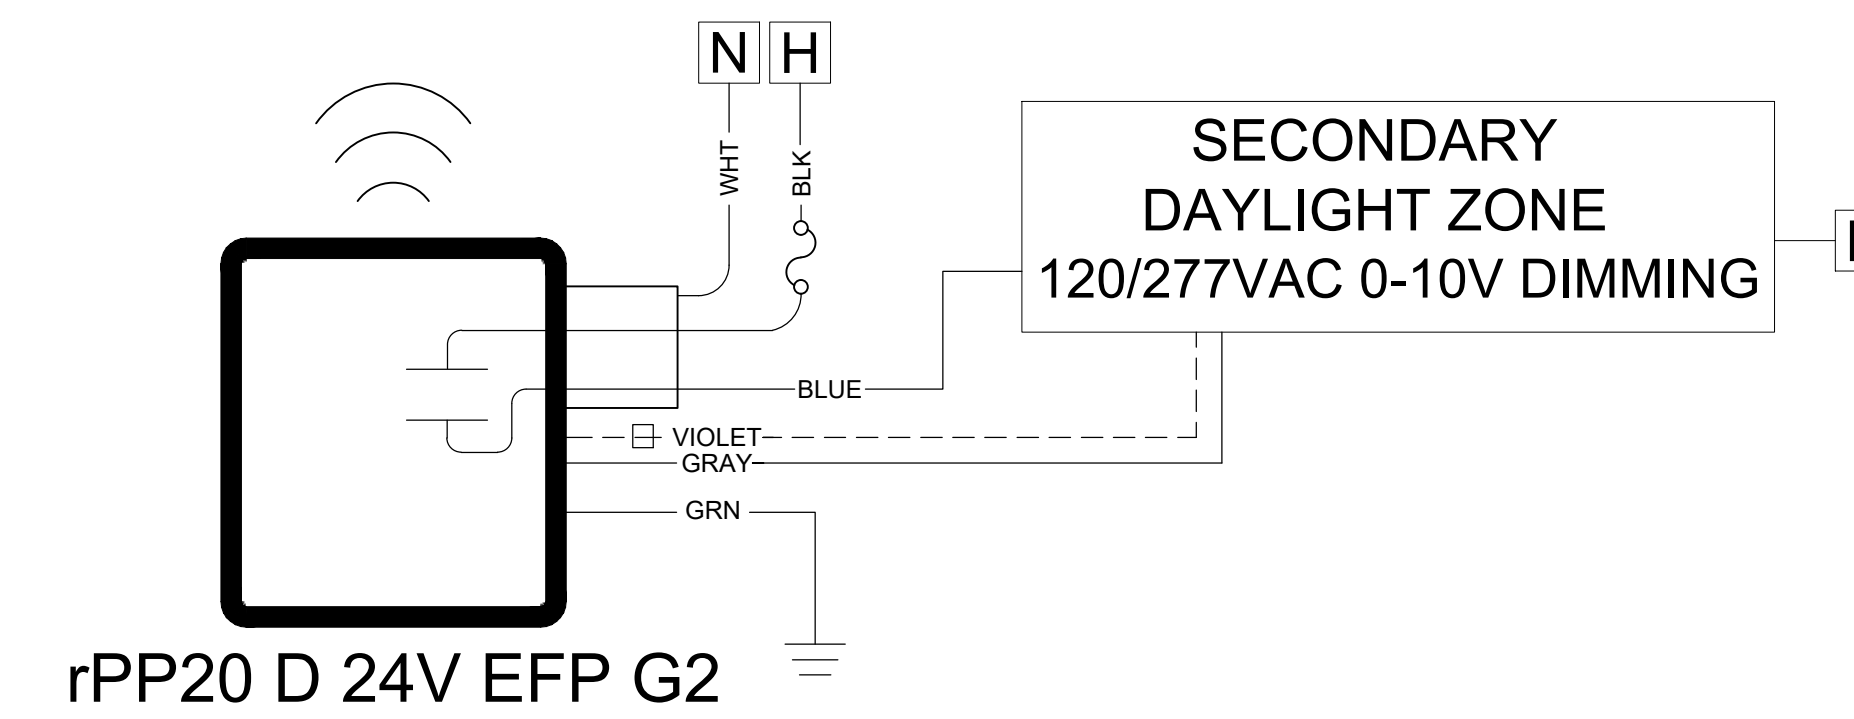 N H
WHT
BLK
SECONDARY
DAYLIGHT ZONE
120/277VAC 0-10V DIMMING
BLUE
VIOLET
GRAY
GRN
rPP20 D 24V EFP G2